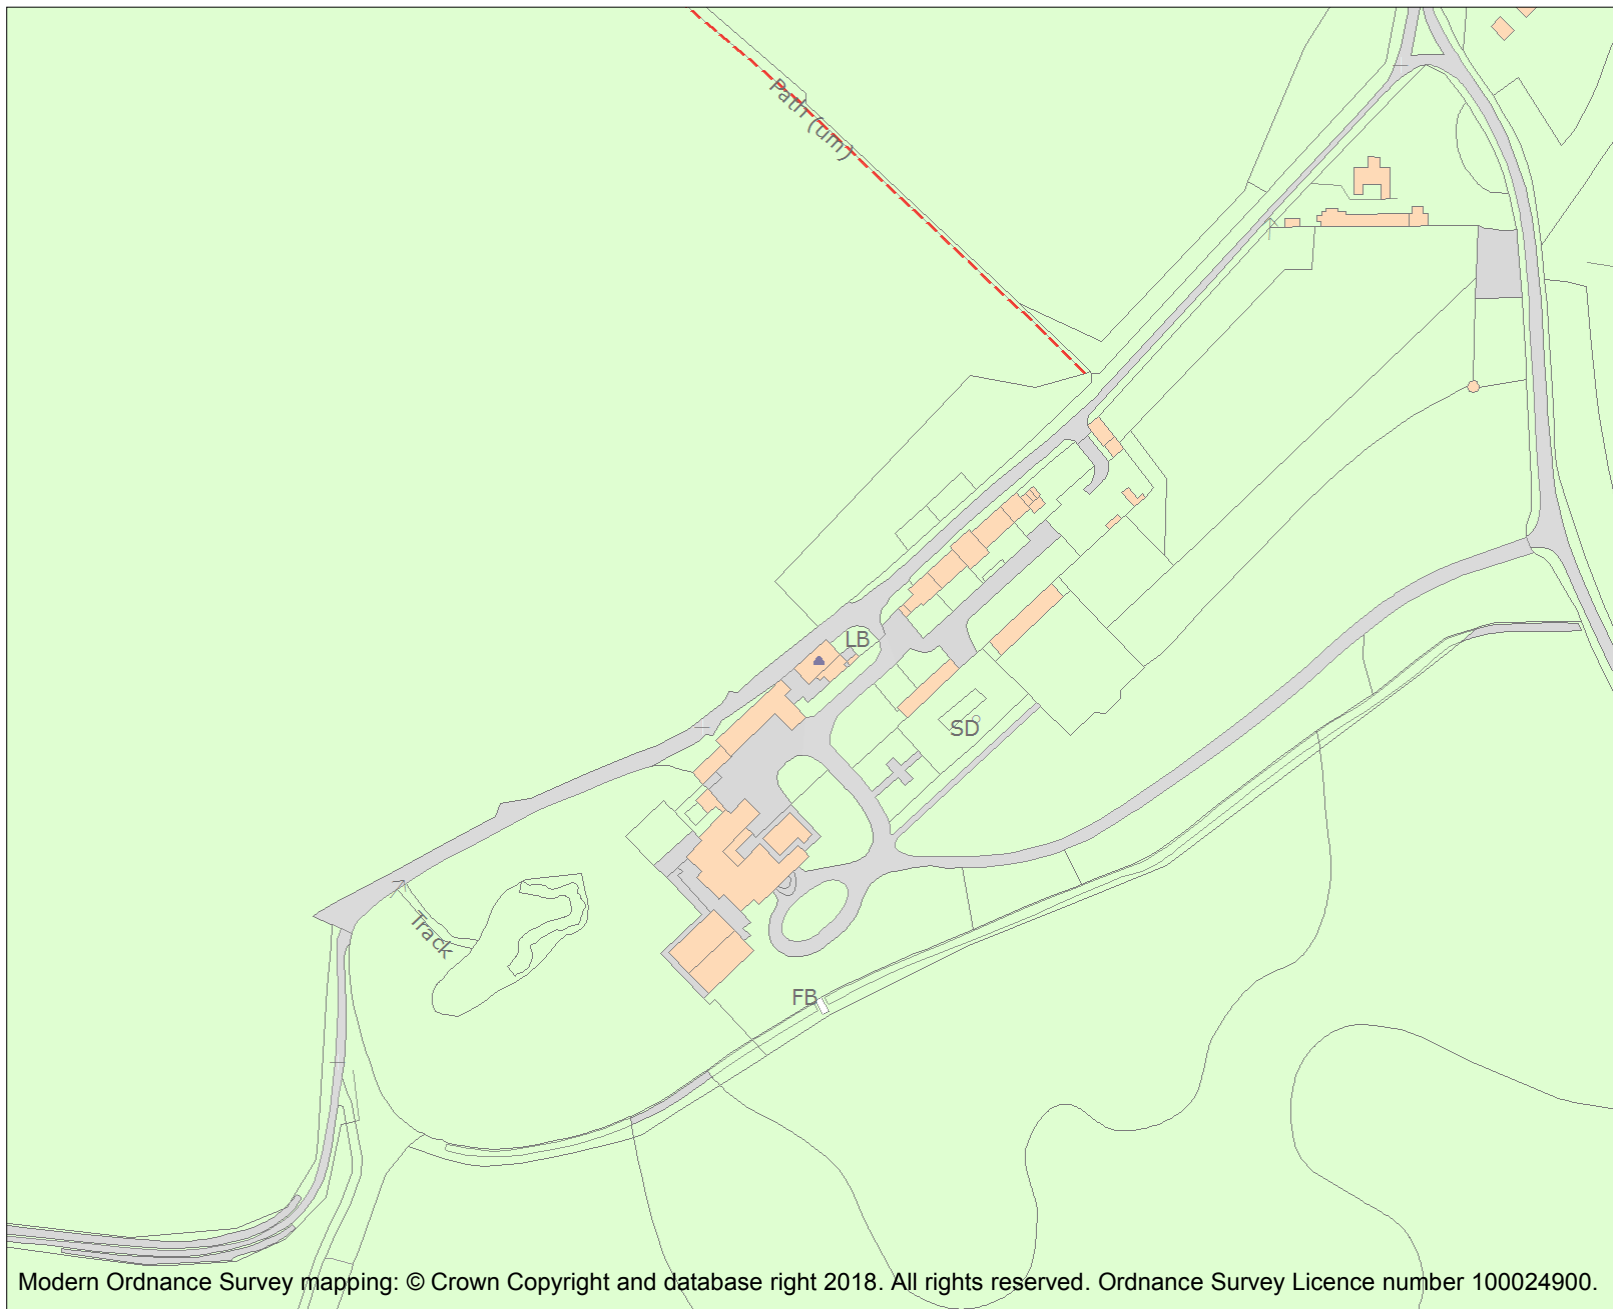 Path (um)
LB
SD
Track
FB
Modern Ordnance Survey mapping: © Crown Copyright and database right 2018. All rights reserved. Ordnance Survey Licence number 100024900.